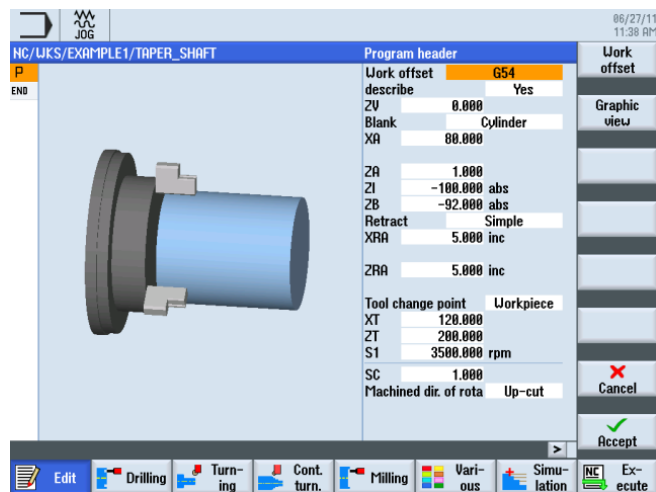 JOG
06/27/11
11:38 AM
NC/WKS/EXAMPLE1/TAPER_SHAFT
P
END
Program header
Work offset G54
describe Yes
ZV 0.000
Blank Cylinder
XA 80.000
ZA 1.000
ZI -100.000 abs
ZB -92.000 abs
Retract Simple
XRA 5.000 inc
ZRA 5.000 inc
Tool change point Workpiece
XT 120.000
ZT 200.000
S1 3500.000 rpm
SC 1.000
Machined dir. of rota Up-cut
>
Work
offset
Graphic
view
Cancel
Accept
Edit
Drilling
Turn-
ing
Cont.
turn.
Milling
Vari-
ous
Simu-
lation
NC
Ex-
ecute